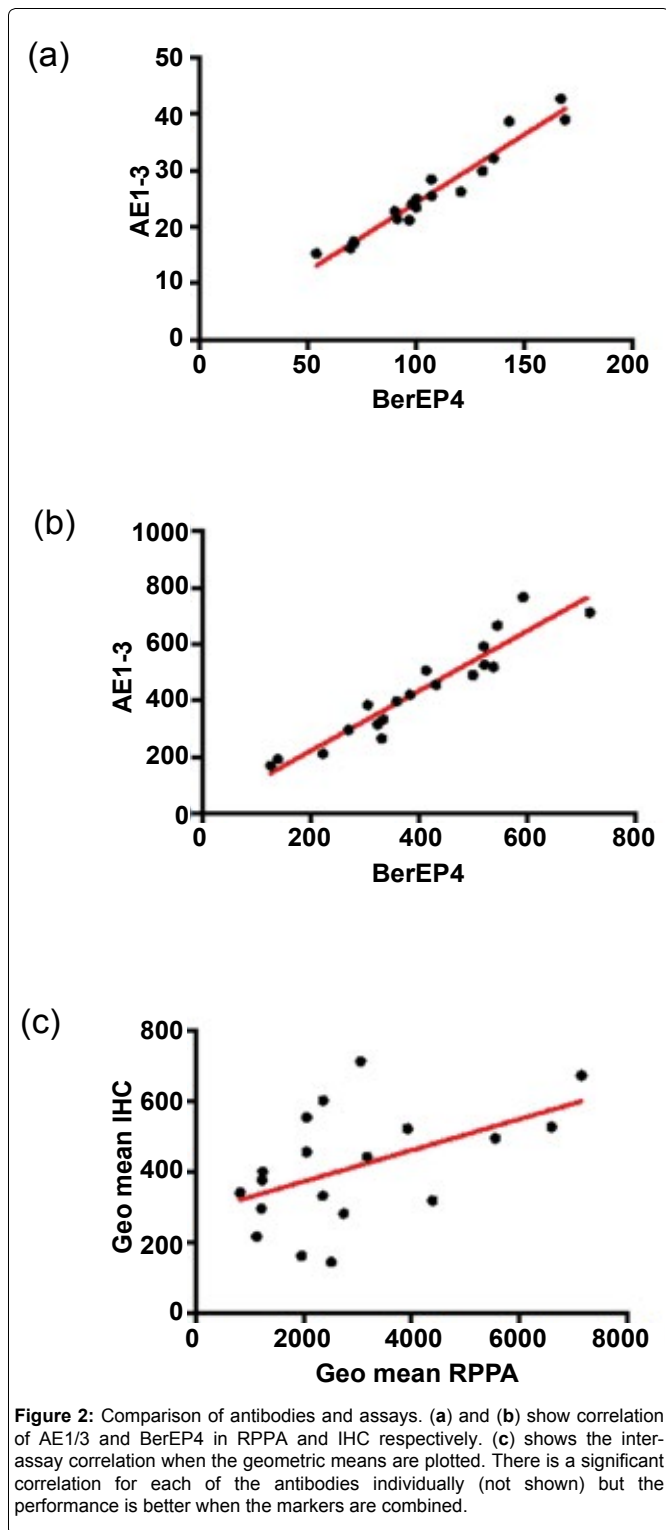 (a)
50
40
30
20
10
0
AE1-3
0 50 100 150 200
BerEP4
(b)
1000
800
600
400
200
0
AE1-3
0 200 400 600 800
BerEP4
(c)
800
600
400
200
0
Geo mean IHC
0 2000 4000 6000 8000
Geo mean RPPA
Figure 2: Comparison of antibodies and assays. (a) and (b) show correlation
of AE1/3 and BerEP4 in RPPA and IHC respectively. (c) shows the inter-
assay correlation when the geometric means are plotted. There is a significant
correlation for each of the antibodies individually (not shown) but the
performance is better when the markers are combined.